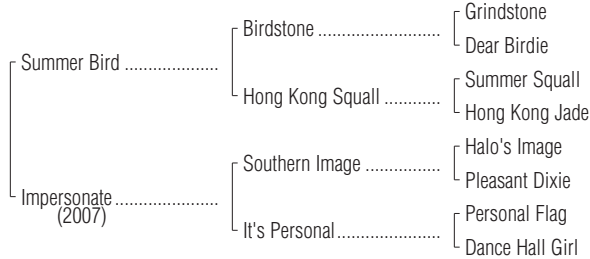 Grindstone
Birdstone ........................
Dear Birdie
Summer Bird ...................
Summer Squall
Hong Kong Squall ...........
Hong Kong Jade
Halo's Image
Southern Image ...............
Pleasant Dixie
Impersonate.....................
(2007)
Personal Flag
It's Personal.....................
Dance Hall Girl